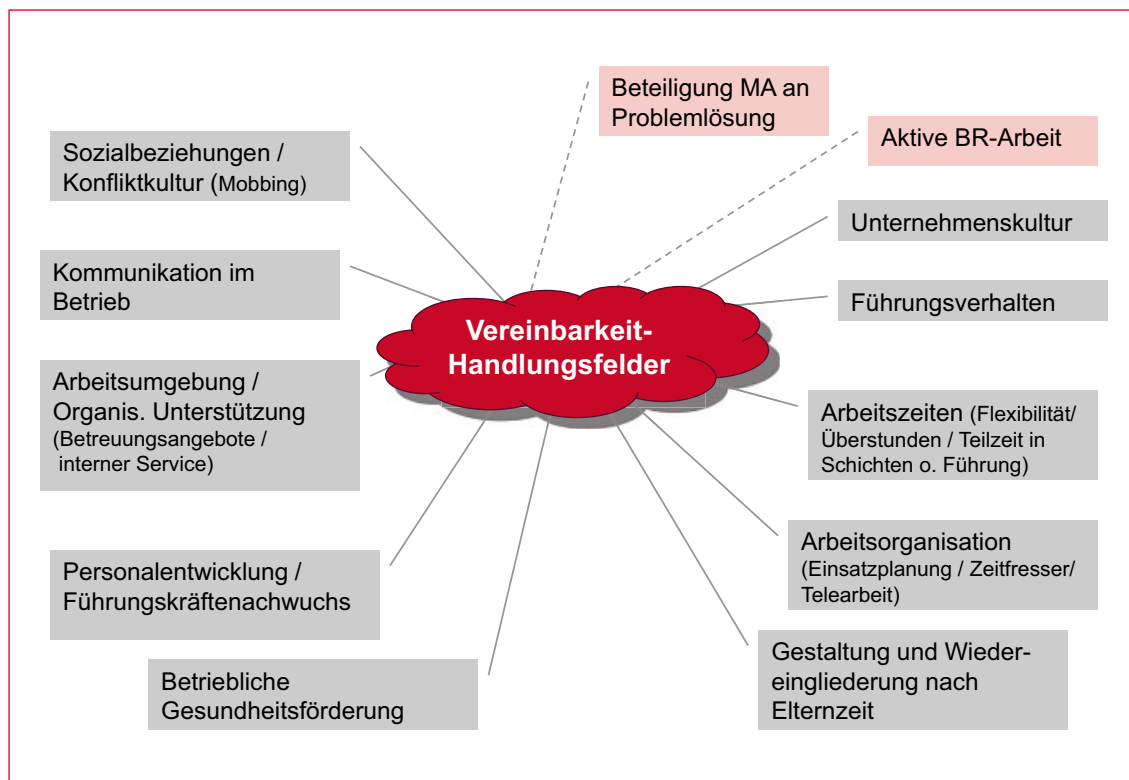 Beteiligung MA an
Problemlösung
Aktive BR-Arbeit
Sozialbeziehungen /
Konfliktkultur (Mobbing)
Unternehmenskultur
Kommunikation im
Betrieb
Führungsverhalten
Vereinbarkeit-
Handlungsfelder
Arbeitsumgebung /
Organis. Unterstützung
(Betreuungsangebote /
interner Service)
Arbeitszeiten (Flexibilität/
Überstunden / Teilzeit in
Schichten o. Führung)
Arbeitsorganisation
(Einsatzplanung / Zeitfresser/
Telearbeit)
Personalentwicklung /
Führungskräftenachwuchs
Gestaltung und Wieder-
eingliederung nach
Elternzeit
Betriebliche
Gesundheitsförderung